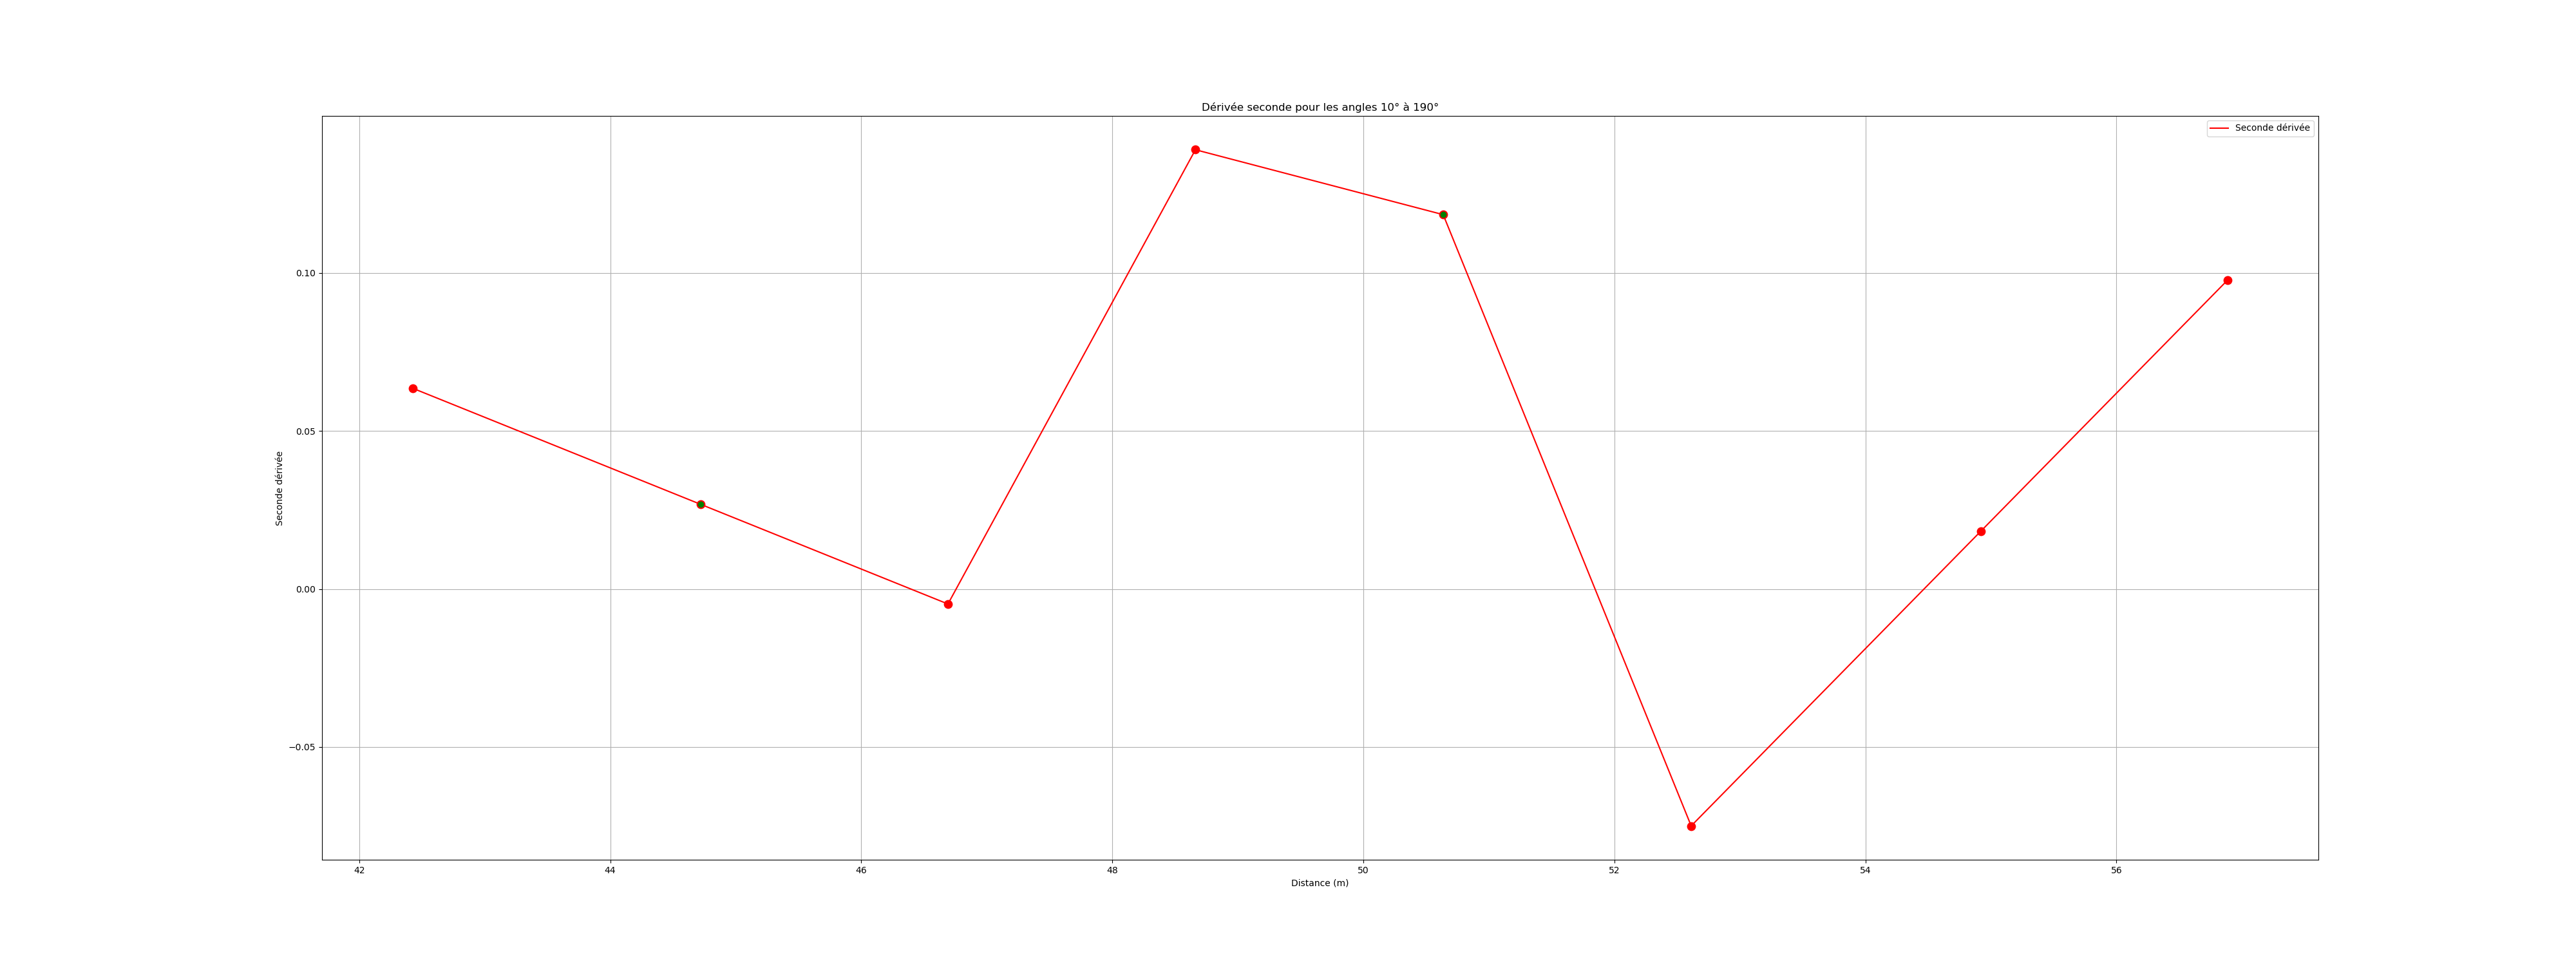 Dérivée seconde pour les angles 10° à 190°
Seconde dérivée
0.10
0.05
0.00
−0.05
Seconde dérivée
42 44 46 48 50 52 54 56
Distance (m)